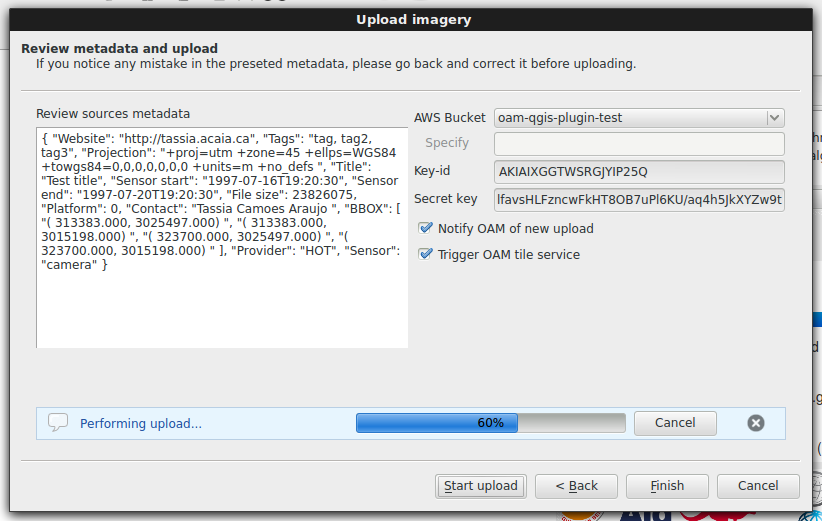 Upload imagery
Review metadata and upload
If you notice any mistake in the preseted metadata, please go back and correct it before uploading.
Review sources metadata
{ "Website": "http://tassia.acaia.ca", "Tags": "tag, tag2,
tag3", "Projection": "+proj=utm +zone=45 +ellps=WGS84
+towgs84=0,0,0,0,0,0,0 +units=m +no_defs ", "Title":
"Test title", "Sensor start": "1997-07-16T19:20:30", "Sensor
end": "1997-07-20T19:20:30", "File size": 23826075,
"Platform": 0, "Contact": "Tassia Camoes Araujo ", "BBOX": [
"( 313383.000, 3025497.000) ", "( 313383.000,
3015198.000) ", "( 323700.000, 3025497.000) ", "(
323700.000, 3015198.000) " ], "Provider": "HOT", "Sensor":
"camera" }
AWS Bucket
oam-qgis-plugin-test
Specify
Key-id
AKIAIXGGTWSRGJYIP25Q
Secret key
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
Notify OAM of new upload
Trigger OAM tile service
Performing upload...
60%
Cancel
Start upload
< Back
Finish
Cancel